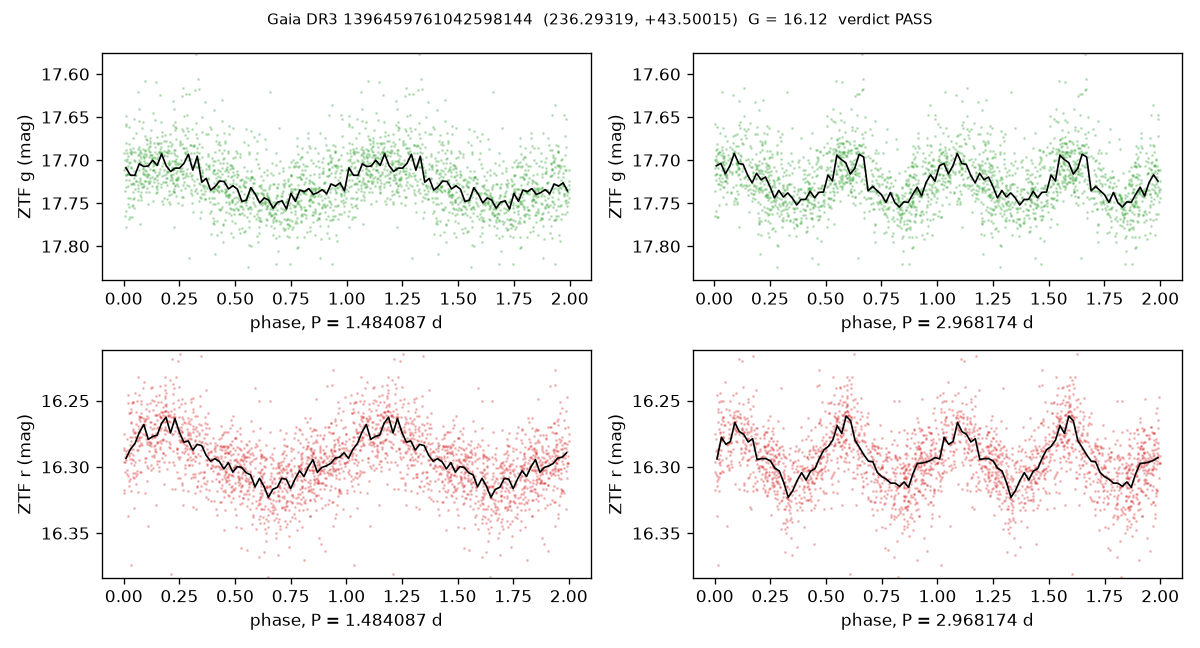 Gaia DR3 1396459761042598144  (236.29319, +43.50015)  G = 16.12  verdict PASS
ZTF g (mag)
17.60
17.65
17.70
17.75
17.80
0.00 0.25 0.50 0.75 1.00 1.25 1.50 1.75 2.00
phase, P = 1.484087 d
ZTF g (mag)
17.60
17.65
17.70
17.75
17.80
0.00 0.25 0.50 0.75 1.00 1.25 1.50 1.75 2.00
phase, P = 2.968174 d
ZTF r (mag)
16.25
16.30
16.35
0.00 0.25 0.50 0.75 1.00 1.25 1.50 1.75 2.00
phase, P = 1.484087 d
ZTF r (mag)
16.25
16.30
16.35
0.00 0.25 0.50 0.75 1.00 1.25 1.50 1.75 2.00
phase, P = 2.968174 d